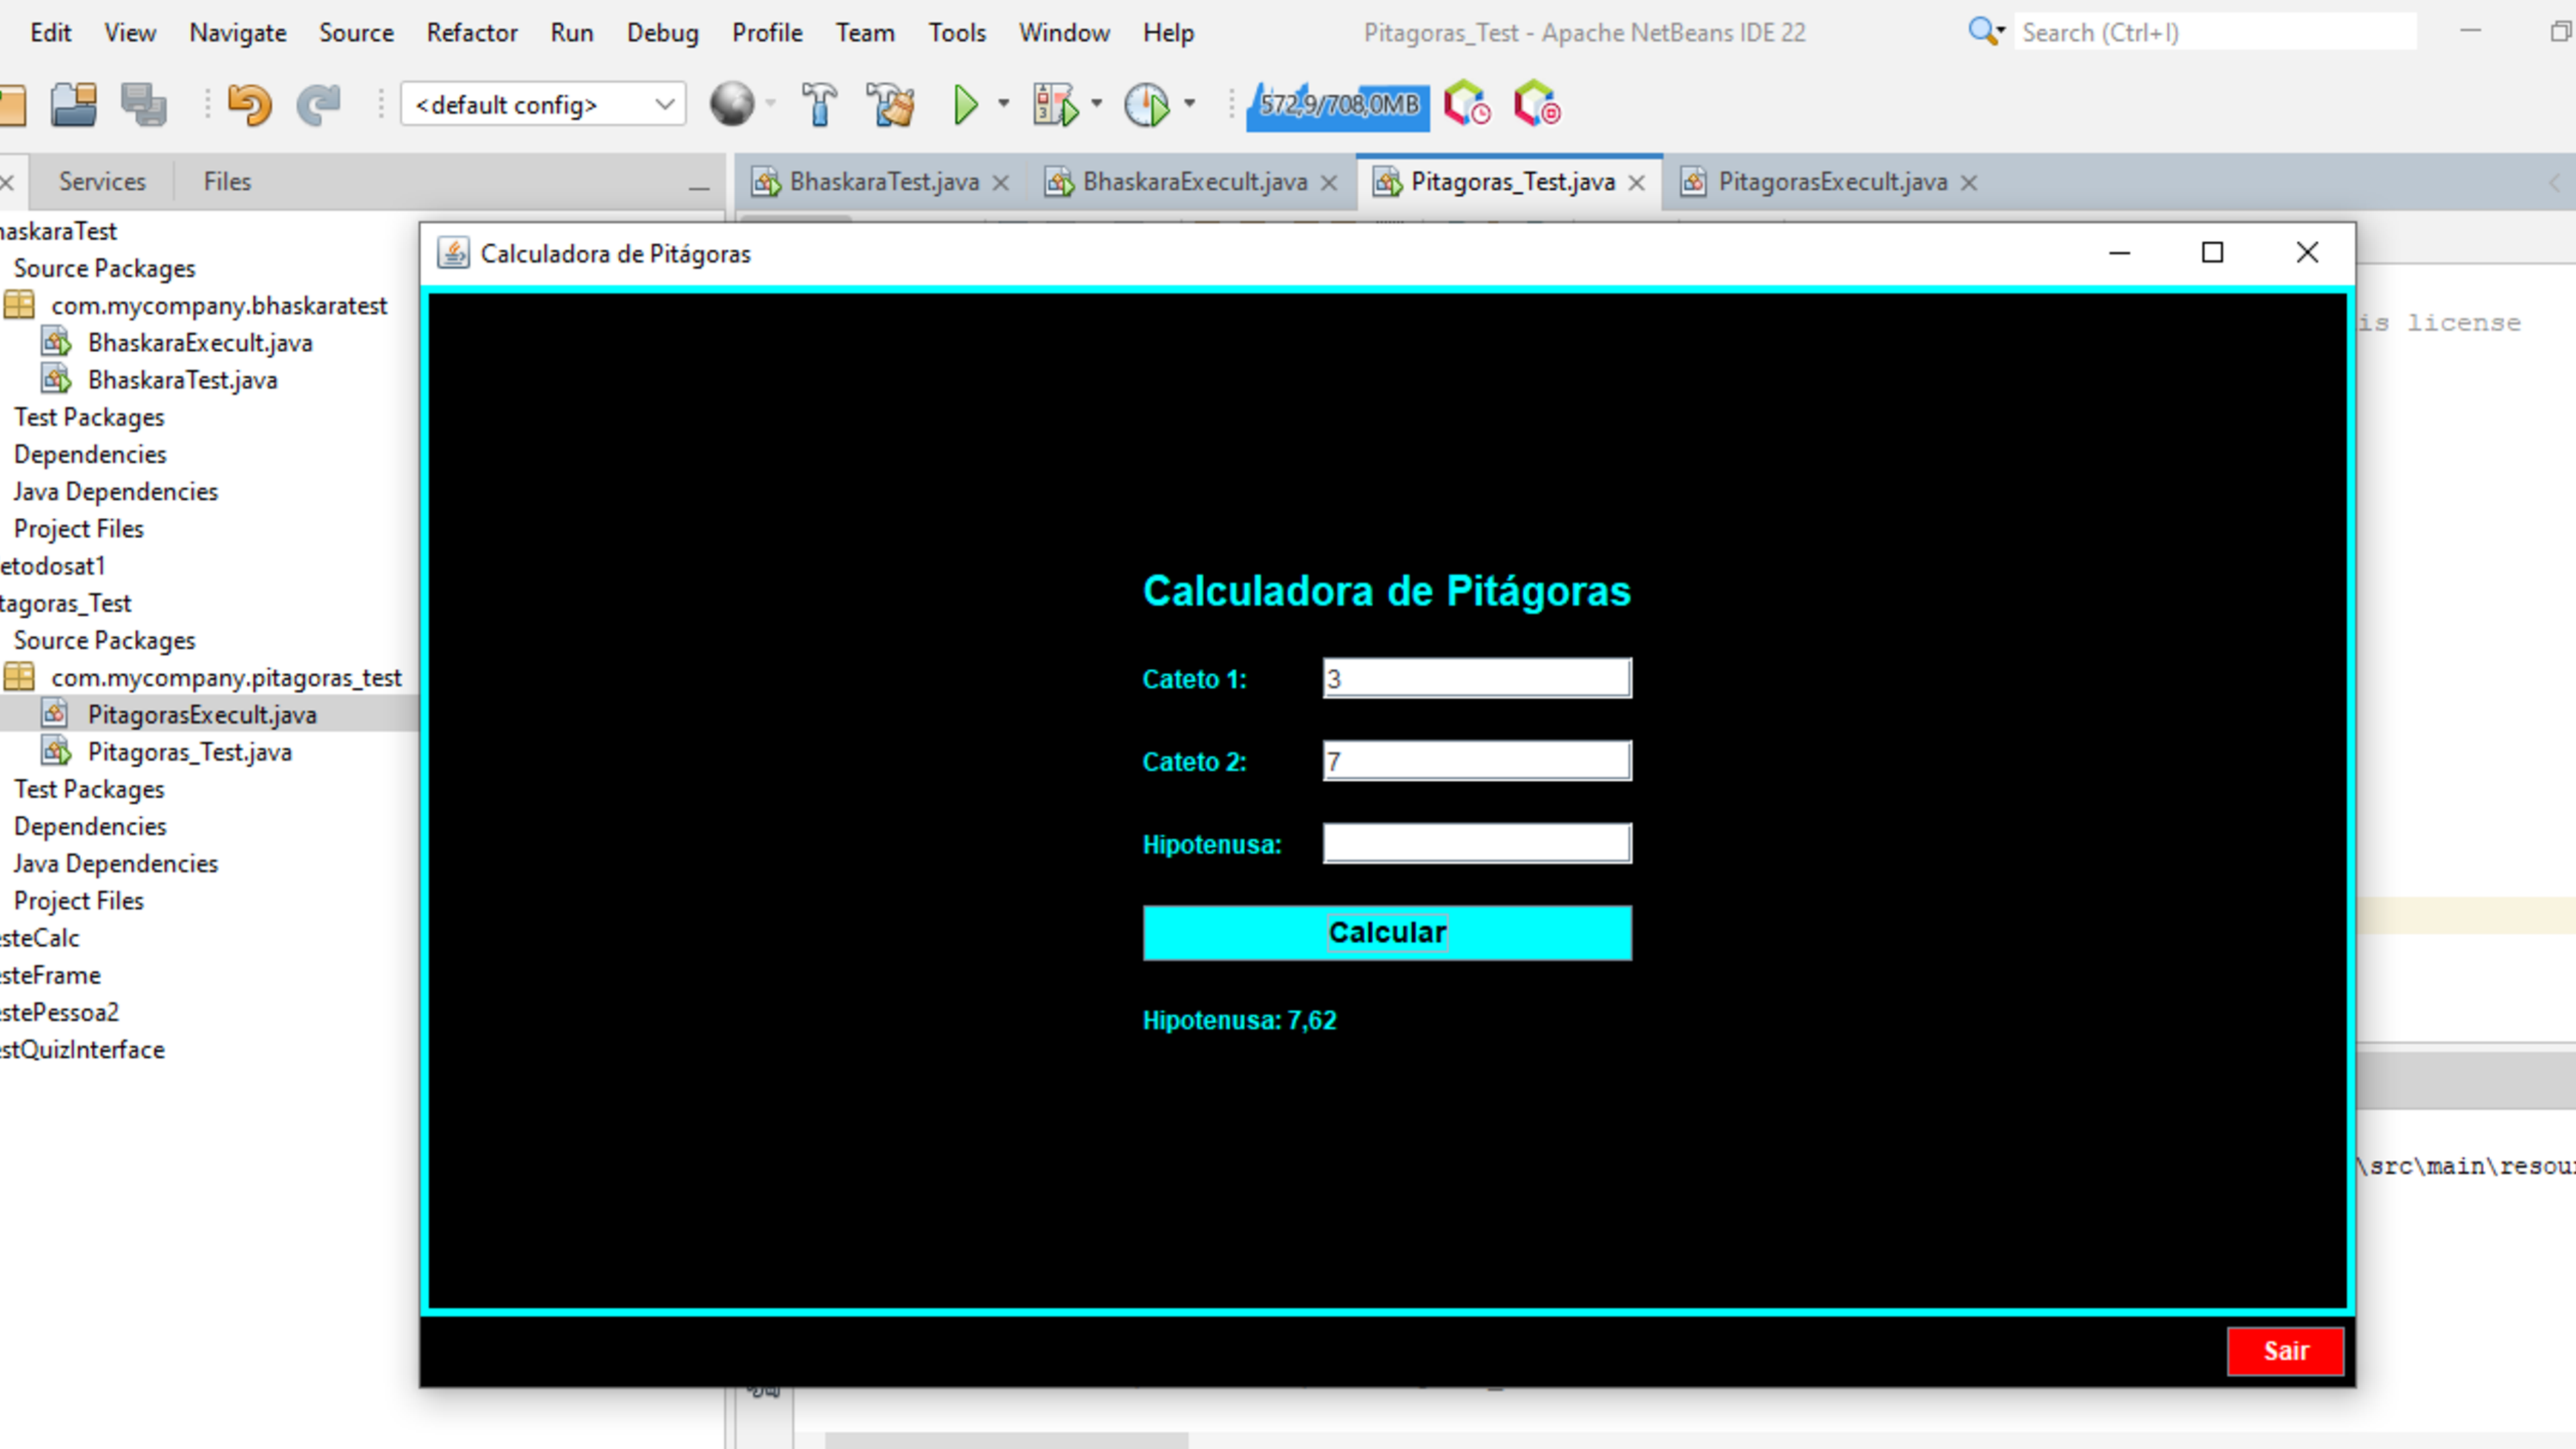 Edit View Navigate Source Refactor Run Debug Profile Team Tools Window Help Pitagoras_Test - Apache NetBeans IDE 22 Search (Ctrl+I)
<default config> 572,9/708,0MB
Services Files
BhaskaraTest.java BhaskaraExecult.java Pitagoras_Test.java PitagorasExecult.java
haskaraTest
Source Packages
com.mycompany.bhaskaratest
BhaskaraExecult.java
BhaskaraTest.java
Test Packages
Dependencies
Java Dependencies
Project Files
etodosat1
tagoras_Test
Source Packages
com.mycompany.pitagoras_test
PitagorasExecult.java
Pitagoras_Test.java
Test Packages
Dependencies
Java Dependencies
Project Files
esteCalc
esteFrame
estePessoa2
estQuizInterface
Calculadora de Pitágoras
is license
Calculadora de Pitágoras
Cateto 1: 3
Cateto 2: 7
Hipotenusa:
Calcular
Hipotenusa: 7,62
\src\main\resou
Sair